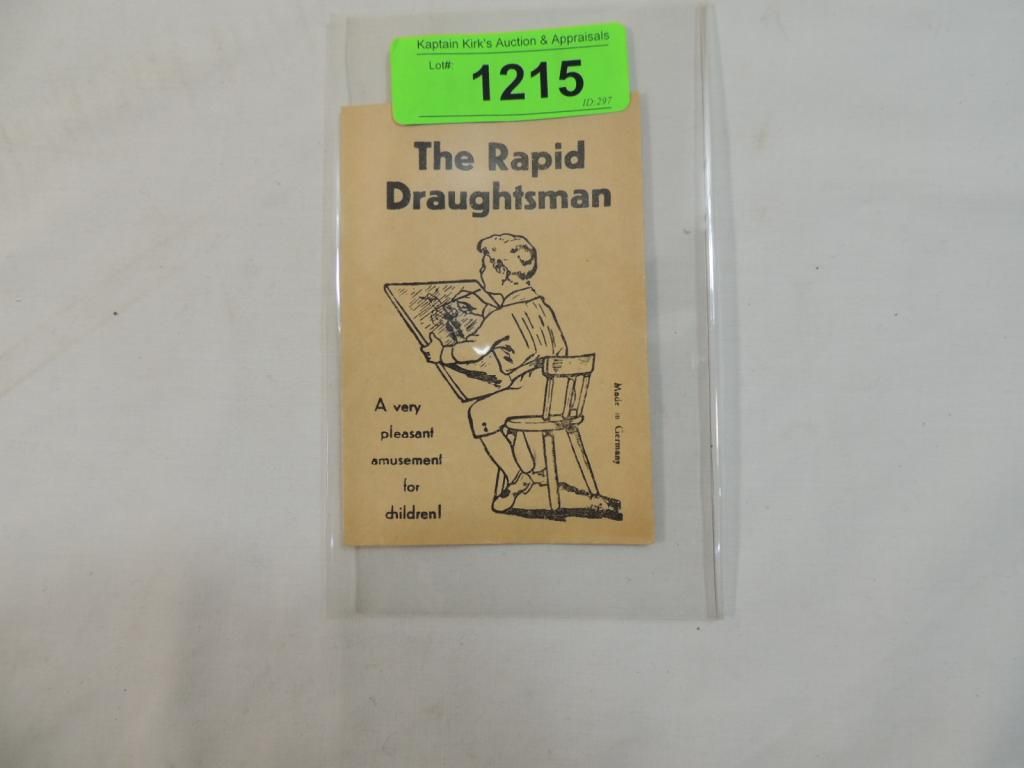 Kaptain Kirk's Auction & Appraisals
Lot#: 1215
ID:297
The Rapid
Draughtsman
A very
pleasant
amusement
for
children!
Made in Germany